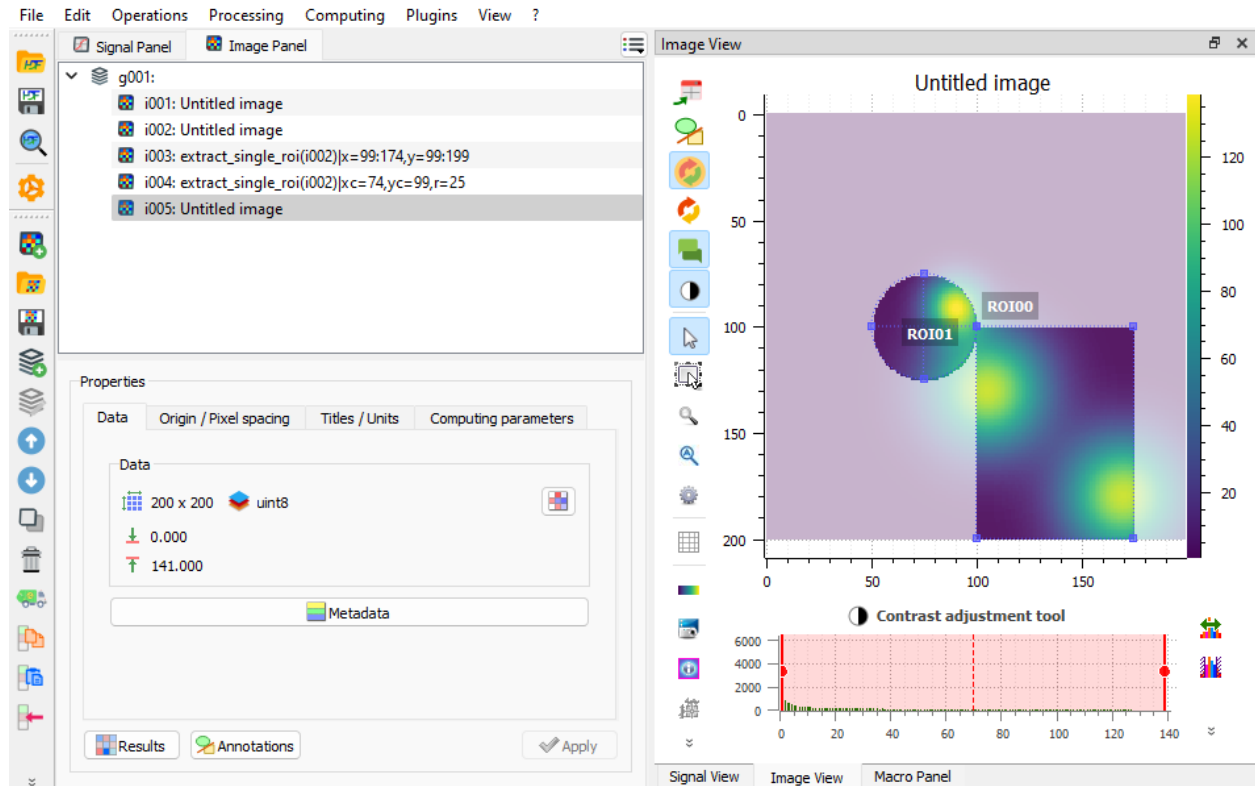 File Edit Operations Processing Computing Plugins View ?
Signal Panel Image Panel
g001:
i001: Untitled image
i002: Untitled image
i003: extract_single_roi(i002)|x=99:174,y=99:199
i004: extract_single_roi(i002)|xc=74,yc=99,r=25
i005: Untitled image
Properties
Data Origin / Pixel spacing Titles / Units Computing parameters
Data
200 x 200 uint8
0.000
141.000
Metadata
Results Annotations Apply
Image View
Untitled image
0
50
100
150
200
0 50 100 150
ROI00
ROI01
120
100
80
60
40
20
Contrast adjustment tool
6000
4000
2000
0
0 20 40 60 80 100 120 140
Signal View Image View Macro Panel